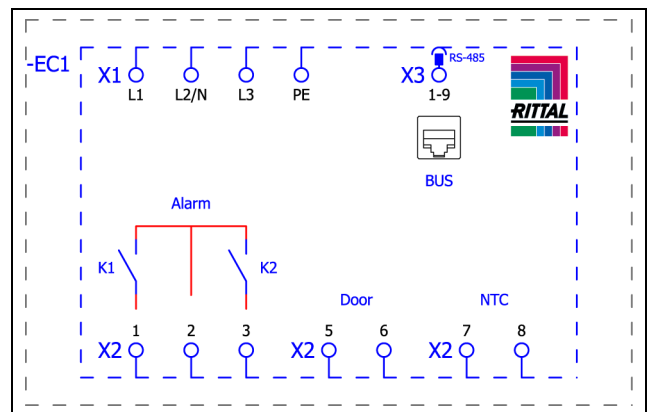 -EC1
X1 L1 L2/N L3 PE
X3 1-9 RS-485
RITTAL
BUS
Alarm
K1 K2
Door NTC
1 2 3 5 6 7 8
X2 X2 X2